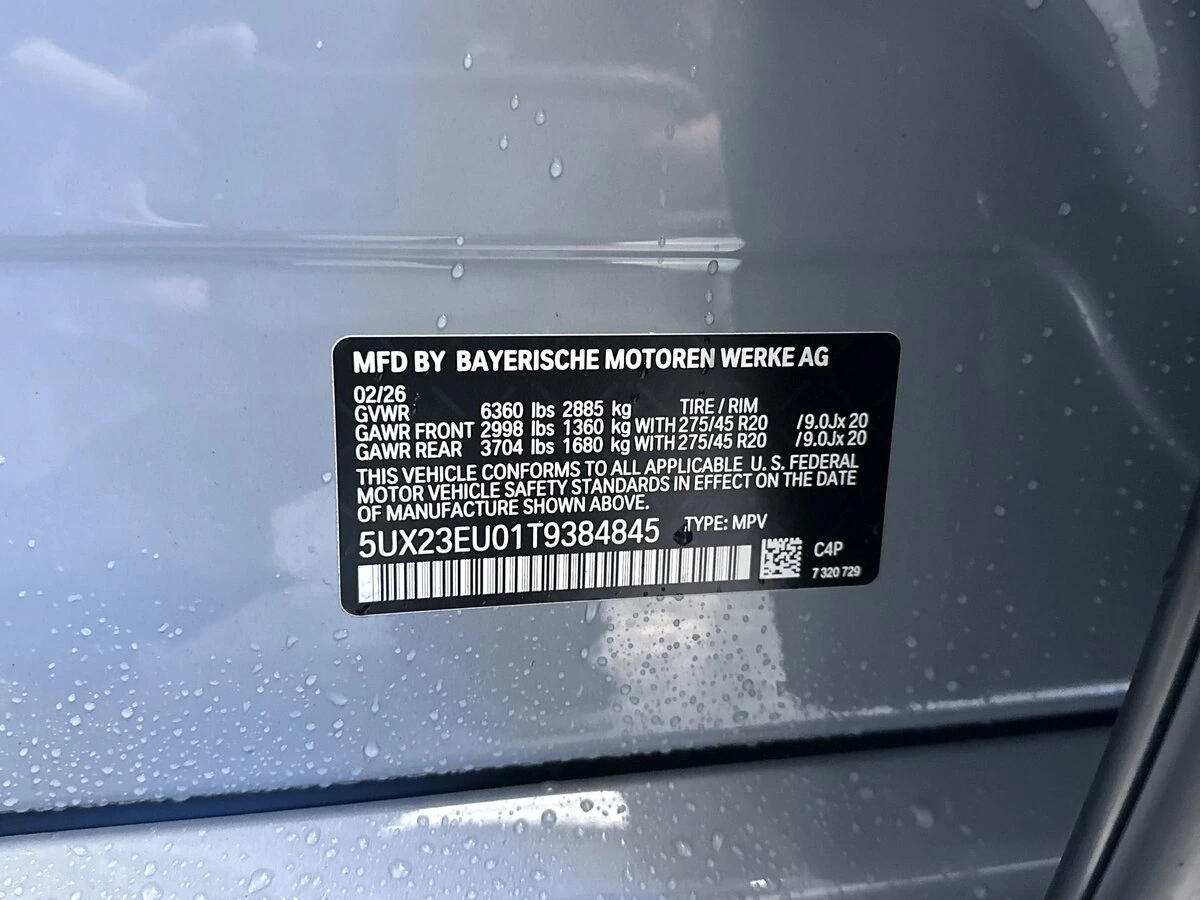 MFD BY BAYERISCHE MOTOREN WERKE AG
02/26
GVWR 6360 lbs 2885 kg TIRE / RIM
GAWR FRONT 2998 lbs 1360 kg WITH 275/45 R20 /9.0Jx 20
GAWR REAR 3704 lbs 1680 kg WITH 275/45 R20 /9.0Jx 20
THIS VEHICLE CONFORMS TO ALL APPLICABLE U. S. FEDERAL
MOTOR VEHICLE SAFETY STANDARDS IN EFFECT ON THE DATE
OF MANUFACTURE SHOWN ABOVE.
5UX23EU01T9384845 TYPE: MPV
C4P
7 320 729